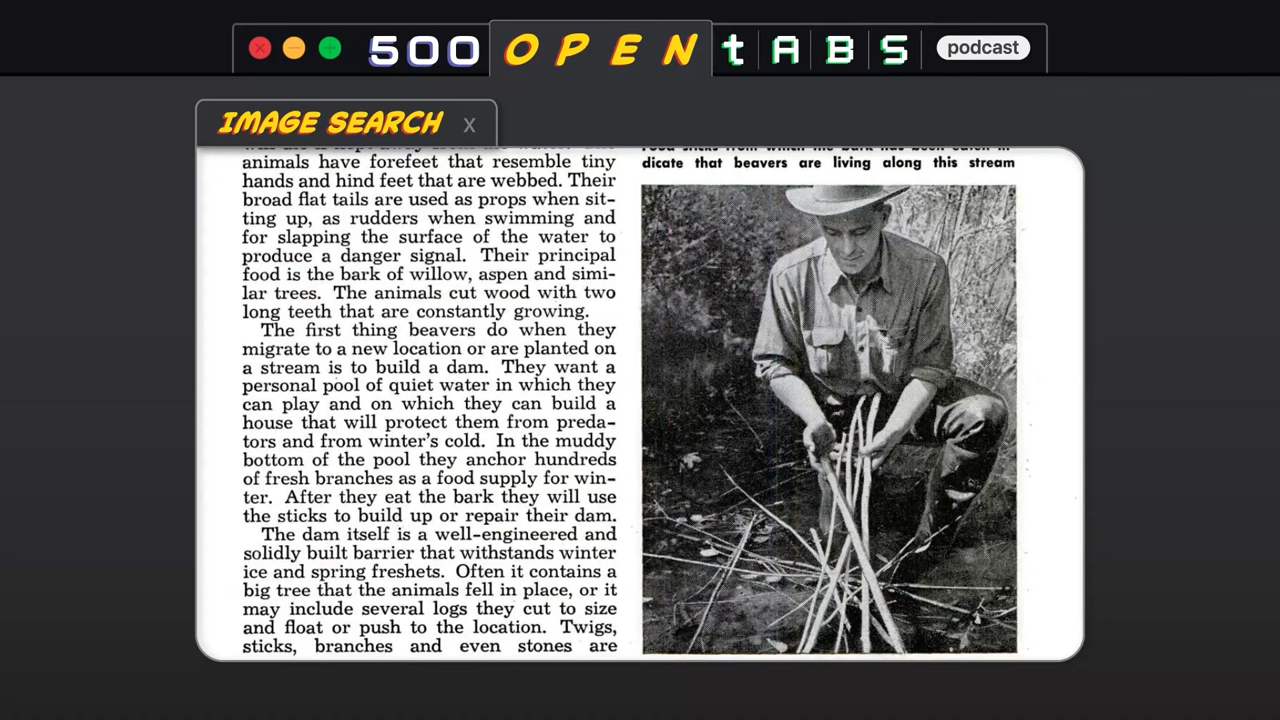 500 OPEN tABS podcast
IMAGE SEARCH x
animals have forefeet that resemble tiny
hands and hind feet that are webbed. Their
broad flat tails are used as props when sit-
ting up, as rudders when swimming and
for slapping the surface of the water to
produce a danger signal. Their principal
food is the bark of willow, aspen and simi-
lar trees. The animals cut wood with two
long teeth that are constantly growing.
The first thing beavers do when they
migrate to a new location or are planted on
a stream is to build a dam. They want a
personal pool of quiet water in which they
can play and on which they can build a
house that will protect them from preda-
tors and from winter's cold. In the muddy
bottom of the pool they anchor hundreds
of fresh branches as a food supply for win-
ter. After they eat the bark they will use
the sticks to build up or repair their dam.
The dam itself is a well-engineered and
solidly built barrier that withstands winter
ice and spring freshets. Often it contains a
big tree that the animals fell in place, or it
may include several logs they cut to size
and float or push to the location. Twigs,
sticks, branches and even stones are
dicate that beavers are living along this stream